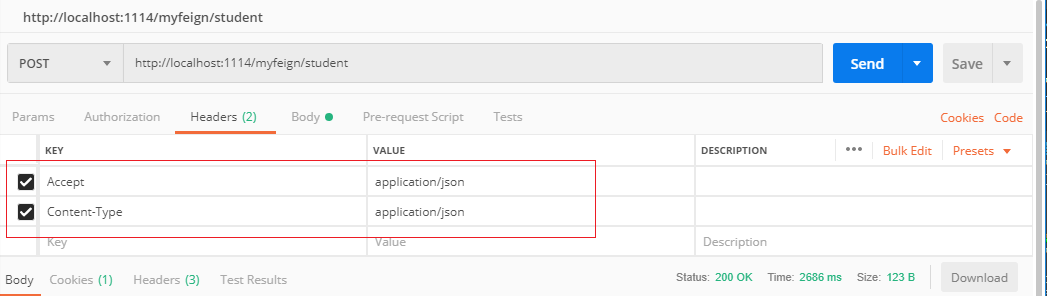 http://localhost:1114/myfeign/student
POST http://localhost:1114/myfeign/student Send Save
Params Authorization Headers (2) Body Pre-request Script Tests Cookies Code
KEY VALUE DESCRIPTION ••• Bulk Edit Presets
Accept application/json
Content-Type application/json
Key Value Description
Body Cookies (1) Headers (3) Test Results Status: 200 OK Time: 2686 ms Size: 123 B Download